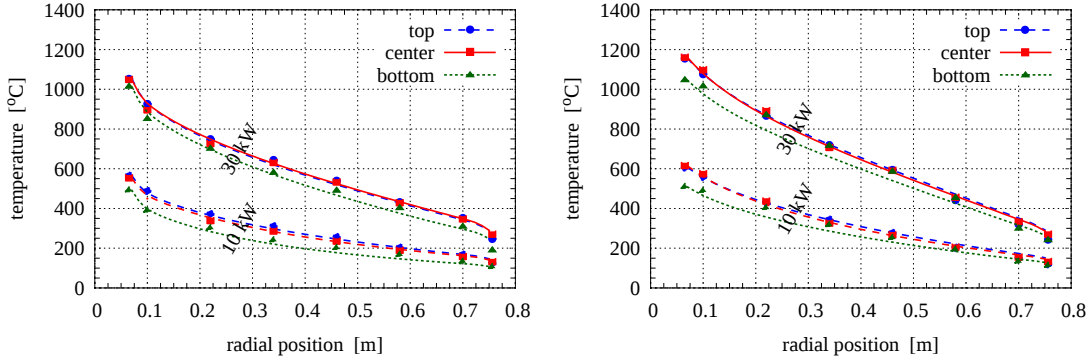 1400
1200
1000
800
600
400
200
0
temperature [°C]
top
center
bottom
30 kW
10 kW
0 0.1 0.2 0.3 0.4 0.5 0.6 0.7 0.8
radial position [m]
1400
1200
1000
800
600
400
200
0
temperature [°C]
top
center
bottom
30 kW
10 kW
0 0.1 0.2 0.3 0.4 0.5 0.6 0.7 0.8
radial position [m]